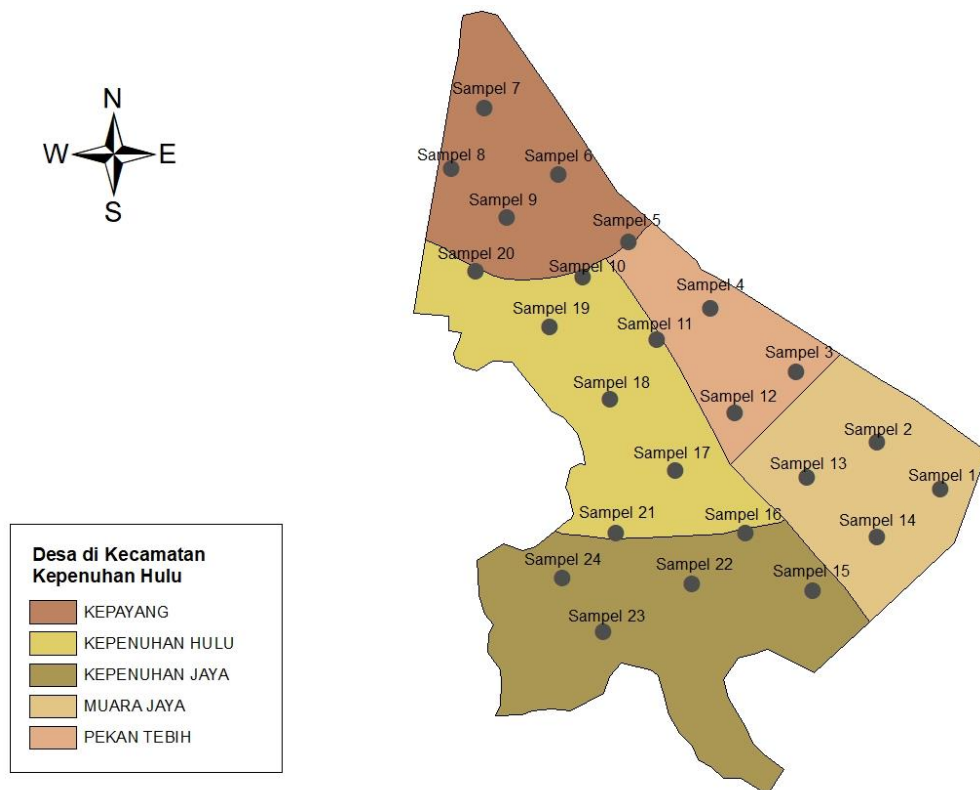 N
W E
S
Sampel 7
Sampel 8
Sampel 6
Sampel 9
Sampel 5
Sampel 20
Sampel 10
Sampel 4
Sampel 19
Sampel 11
Sampel 3
Sampel 18
Sampel 12
Sampel 2
Sampel 17
Sampel 13
Sampel 1
Sampel 21
Sampel 16
Sampel 14
Sampel 24
Sampel 22
Sampel 15
Sampel 23
Desa di Kecamatan
Kepenuhan Hulu
KEPAYANG
KEPENUHAN HULU
KEPENUHAN JAYA
MUARA JAYA
PEKAN TEBIH